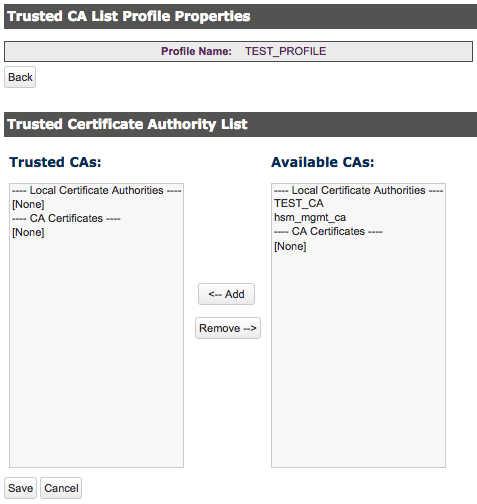 Trusted CA List Profile Properties
Profile Name: TEST_PROFILE
Back
Trusted Certificate Authority List
Trusted CAs:
---- Local Certificate Authorities ----
[None]
---- CA Certificates ----
[None]
<-- Add
Remove -->
Available CAs:
---- Local Certificate Authorities ----
TEST_CA
hsm_mgmt_ca
---- CA Certificates ----
[None]
Save Cancel